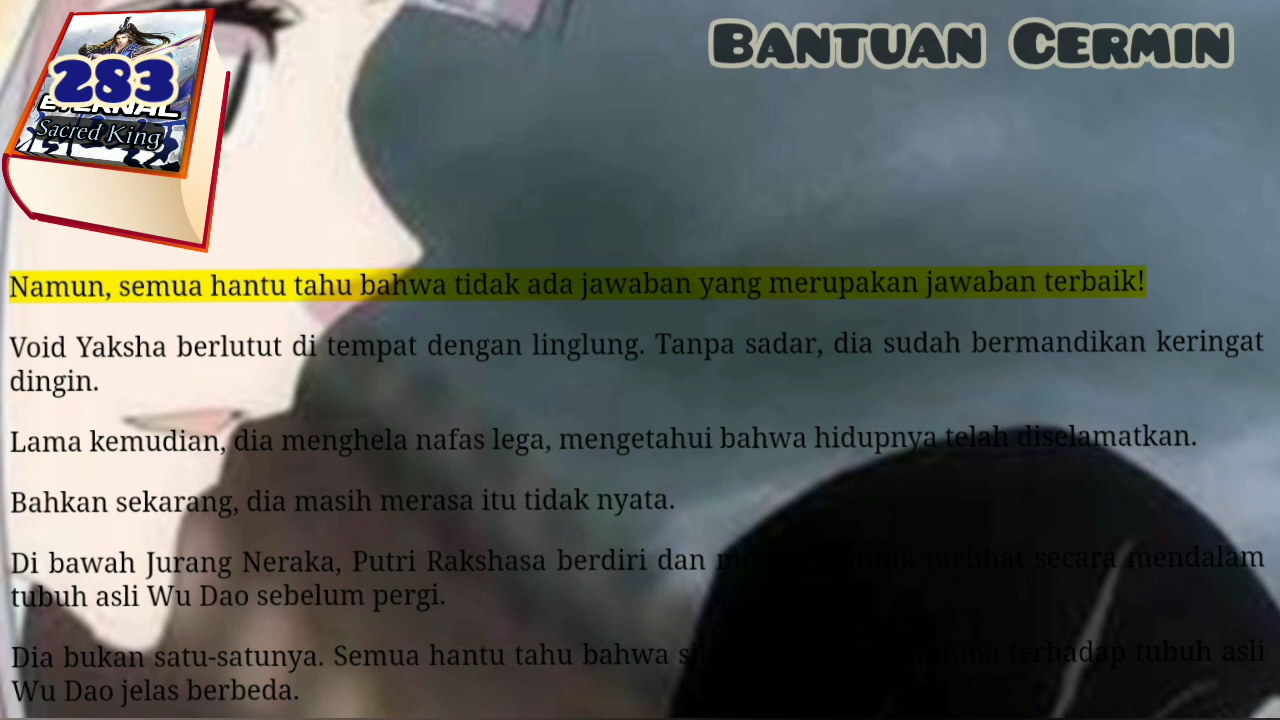 Bantuan Cermin
283
ETERNAL
Sacred King
Namun, semua hantu tahu bahwa tidak ada jawaban yang merupakan jawaban terbaik!
Void Yaksha berlutut di tempat dengan linglung. Tanpa sadar, dia sudah bermandikan keringat
dingin.
Lama kemudian, dia menghela nafas lega, mengetahui bahwa hidupnya telah diselamatkan.
Bahkan sekarang, dia masih merasa itu tidak nyata.
Di bawah Jurang Neraka, Putri Rakshasa berdiri dan melihat secara mendalam
tubuh asli Wu Dao sebelum pergi.
Dia bukan satu-satunya. Semua hantu tahu bahwa terhadap tubuh asli
Wu Dao jelas berbeda.